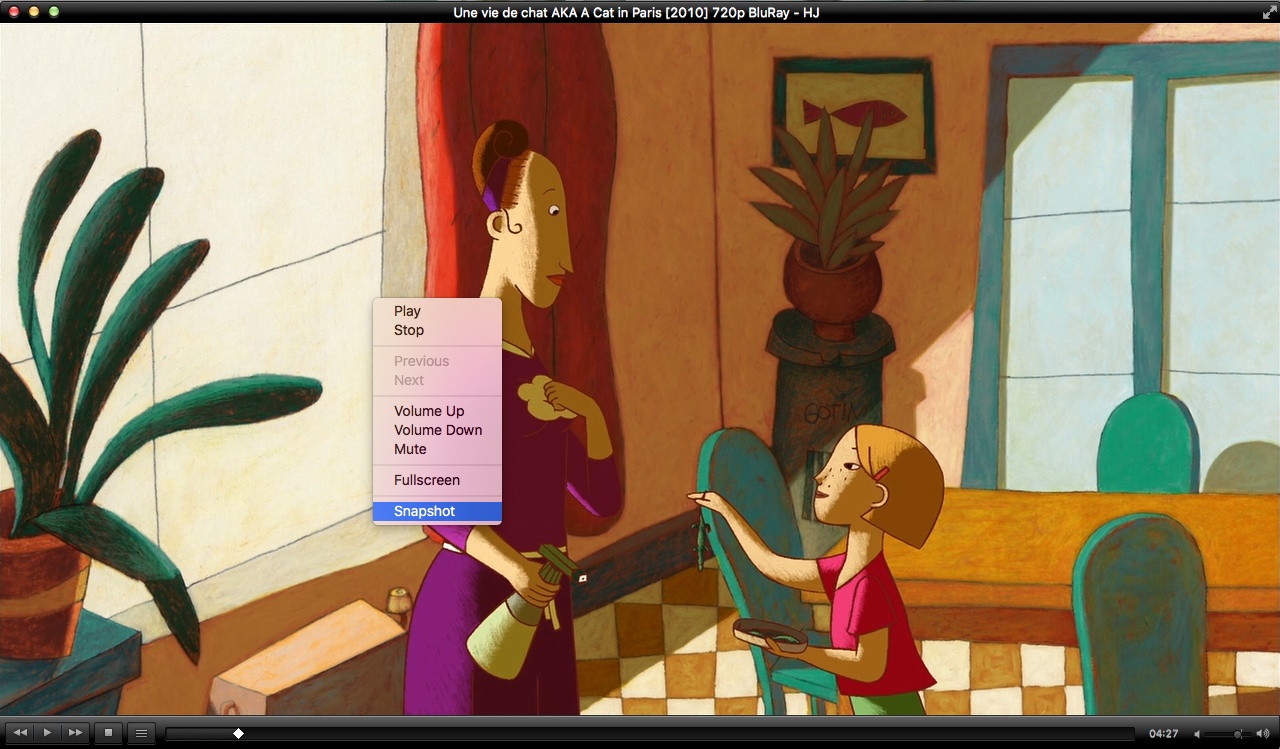 Une vie de chat AKA A Cat in Paris [2010] 720p BluRay - HJ
Play
Stop
Previous
Next
Volume Up
Volume Down
Mute
Fullscreen
Snapshot
04:27